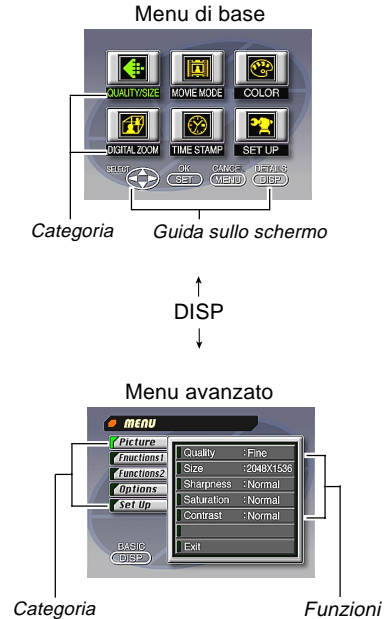 Menu di base
QUALITY/SIZE MOVIE MODE COLOR
DIGITAL ZOOM TIME STAMP SET UP
SELECT OK CANCEL DETAILS
SET MENU DISP
Categoria Guida sullo schermo
DISP
Menu avanzato
MENU
Picture
Fnuctions1
Functions2
Options
Set Up
Quality :Fine
Size :2048X1536
Sharpness :Normal
Saturation :Normal
Contrast :Normal
Exit
BASIC
DISP
Categoria Funzioni